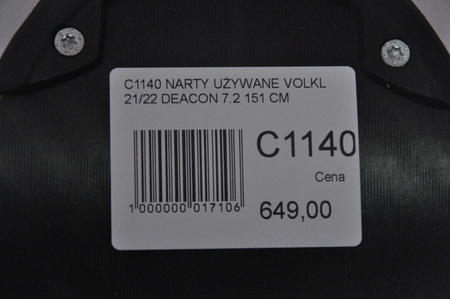 C1140 NARTY UŻYWANE VOLKL
21/22 DEACON 7.2 151 CM
C1140
Cena
1 000000 017106
649,00